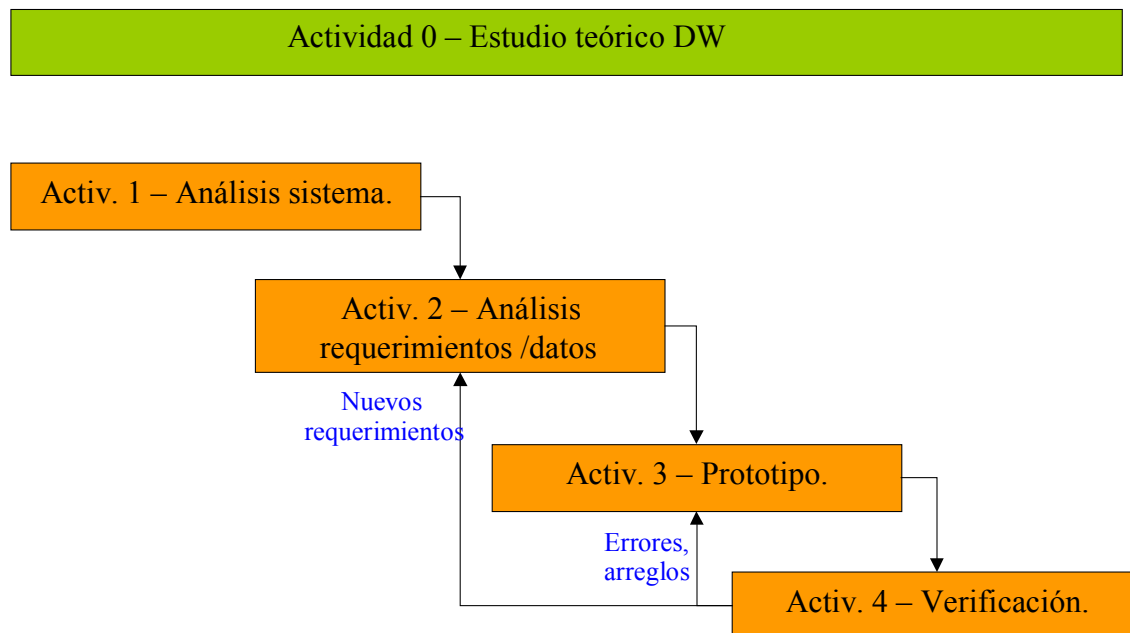 Actividad 0 – Estudio teórico DW
Activ. 1 – Análisis sistema.
Activ. 2 – Análisis
requerimientos /datos
Nuevos
requerimientos
Activ. 3 – Prototipo.
Errores,
arreglos
Activ. 4 – Verificación.